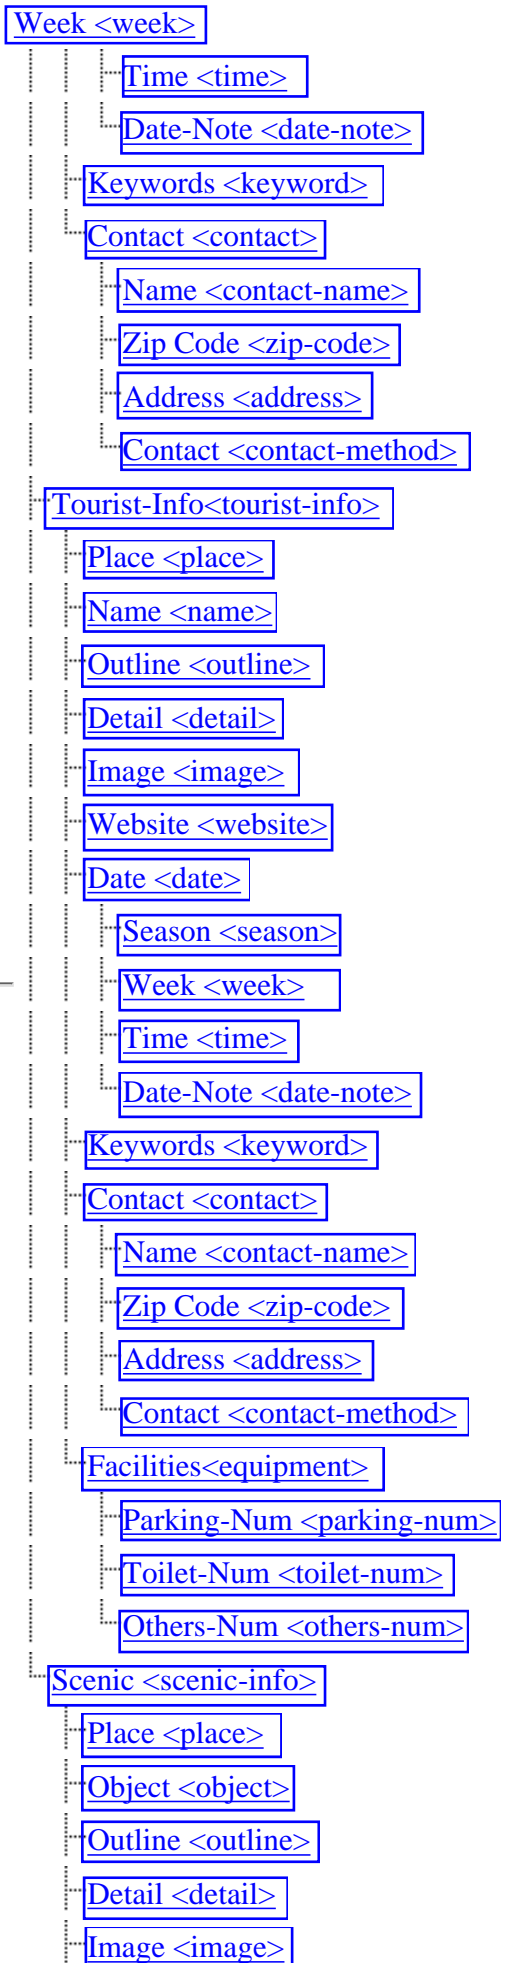 Week <week>
Time <time>
Date-Note <date-note>
Keywords <keyword>
Contact <contact>
Name <contact-name>
Zip Code <zip-code>
Address <address>
Contact <contact-method>
Tourist-Info<tourist-info>
Place <place>
Name <name>
Outline <outline>
Detail <detail>
Image <image>
Website <website>
Date <date>
Season <season>
Week <week>
Time <time>
Date-Note <date-note>
Keywords <keyword>
Contact <contact>
Name <contact-name>
Zip Code <zip-code>
Address <address>
Contact <contact-method>
Facilities<equipment>
Parking-Num <parking-num>
Toilet-Num <toilet-num>
Others-Num <others-num>
Scenic <scenic-info>
Place <place>
Object <object>
Outline <outline>
Detail <detail>
Image <image>